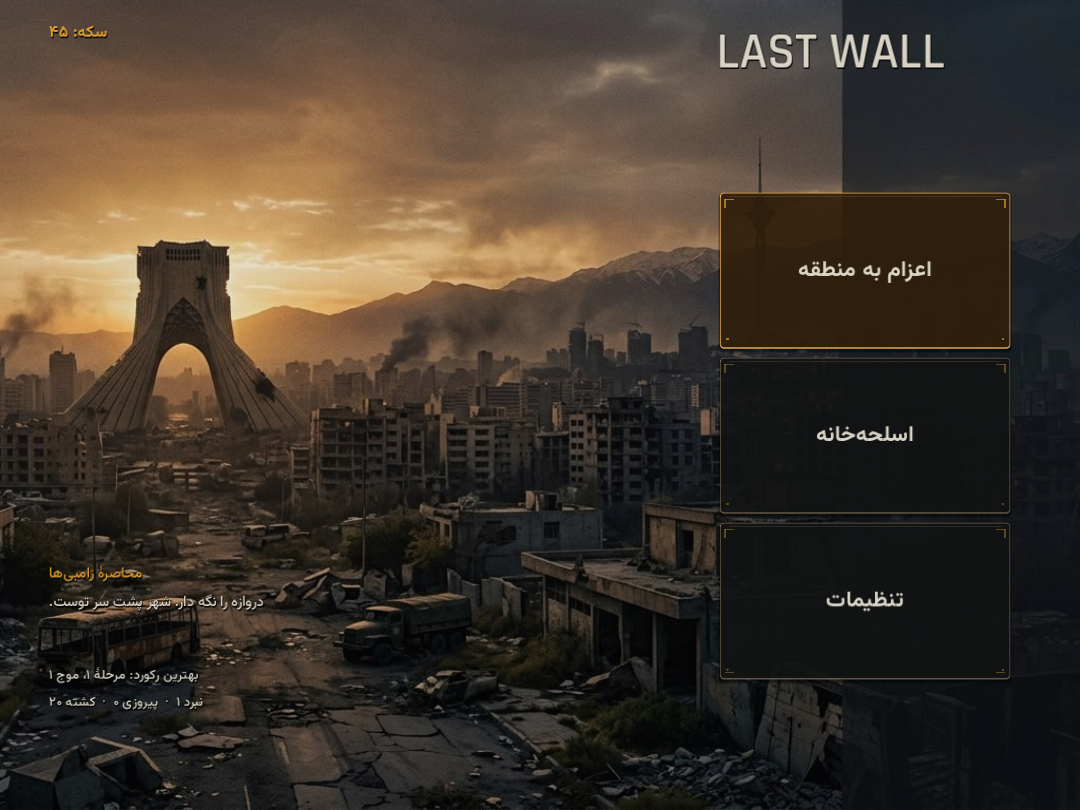 سکه: ۴۵
LAST WALL
اعزام به منطقه
اسلحه‌خانه
تنظیمات
محاصرهٔ زامبی‌ها
دروازه را نگه دار. شهر پشت سر توست.
بهترین رکورد: مرحلهٔ ۱، موج ۱
نبرد ۱ · پیروزی ۰ · کشته ۲۰